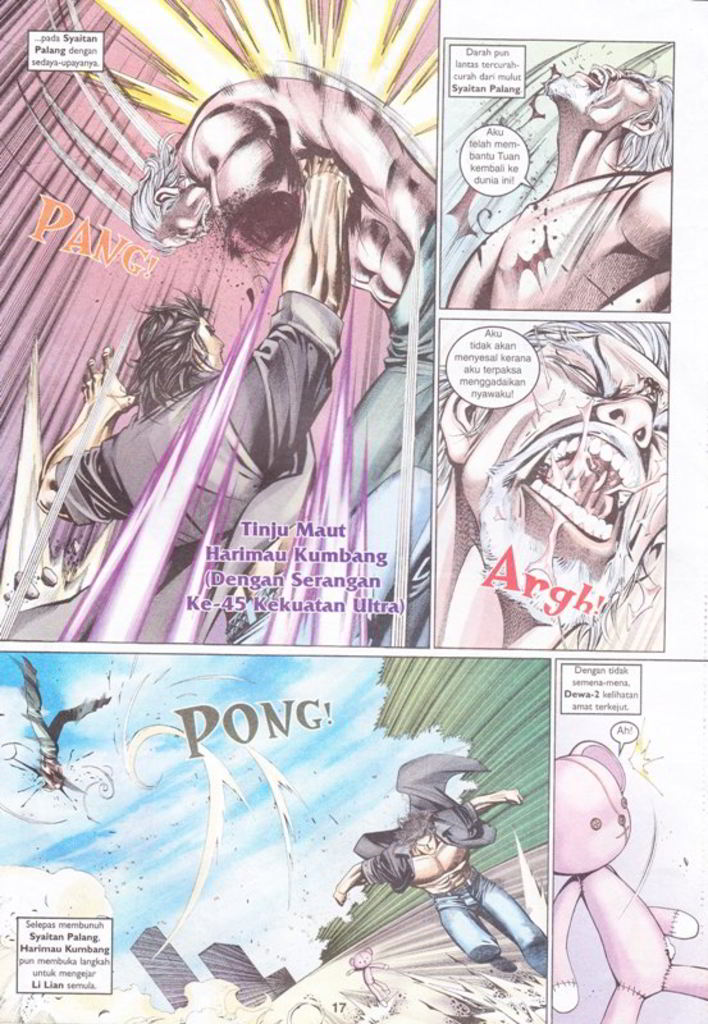 ...pada Syaitan
Palang dengan
sedaya-upayanya.
PANG!
Tinju Maut
Harimau Kumbang
(Dengan Serangan
Ke-45 Kekuatan Ultra)
Darah pun
lantas tercurah-
curah dari mulut
Syaitan Palang
Aku
telah mem-
bantu Tuan
kembali ke
dunia ini!
Aku
tidak akan
menyesal kerana
aku terpaksa
menggadaikan
nyawaku!
Argh!
PONG!
Selepas membunuh
Syaitan Palang,
Harimau Kumbang
pun membuka langkah
untuk mengejar
Li Lian semula.
17
Dengan tidak
semena-mena,
Dewa-2 kelihatan
amat terkejut.
Ah!